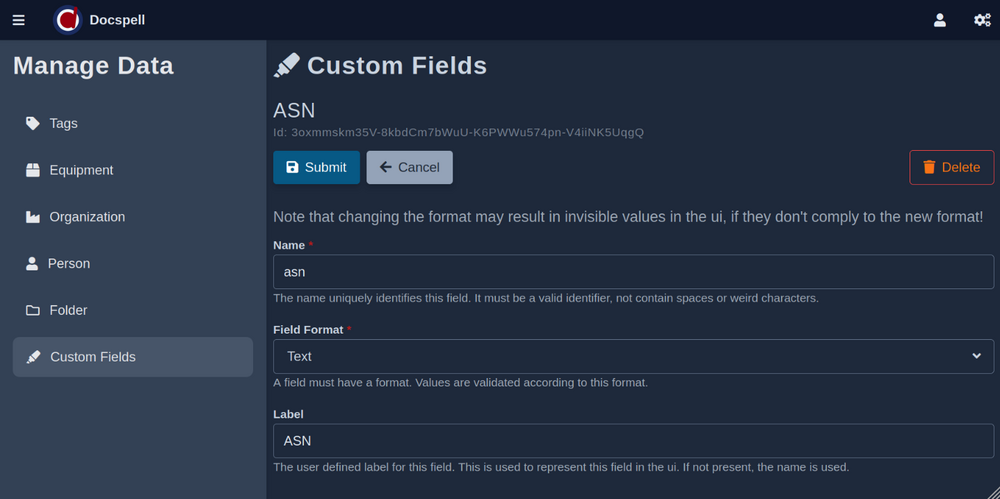 Docspell
Manage Data
Tags
Equipment
Organization
Person
Folder
Custom Fields
Custom Fields
ASN
Id: 3oxmmskm35V-8kbdCm7bWuU-K6PWWu574pn-V4iiNK5UqgQ
Submit
Cancel
Delete
Note that changing the format may result in invisible values in the ui, if they don't comply to the new format!
Name *
asn
The name uniquely identifies this field. It must be a valid identifier, not contain spaces or weird characters.
Field Format *
Text
A field must have a format. Values are validated according to this format.
Label
ASN
The user defined label for this field. This is used to represent this field in the ui. If not present, the name is used.